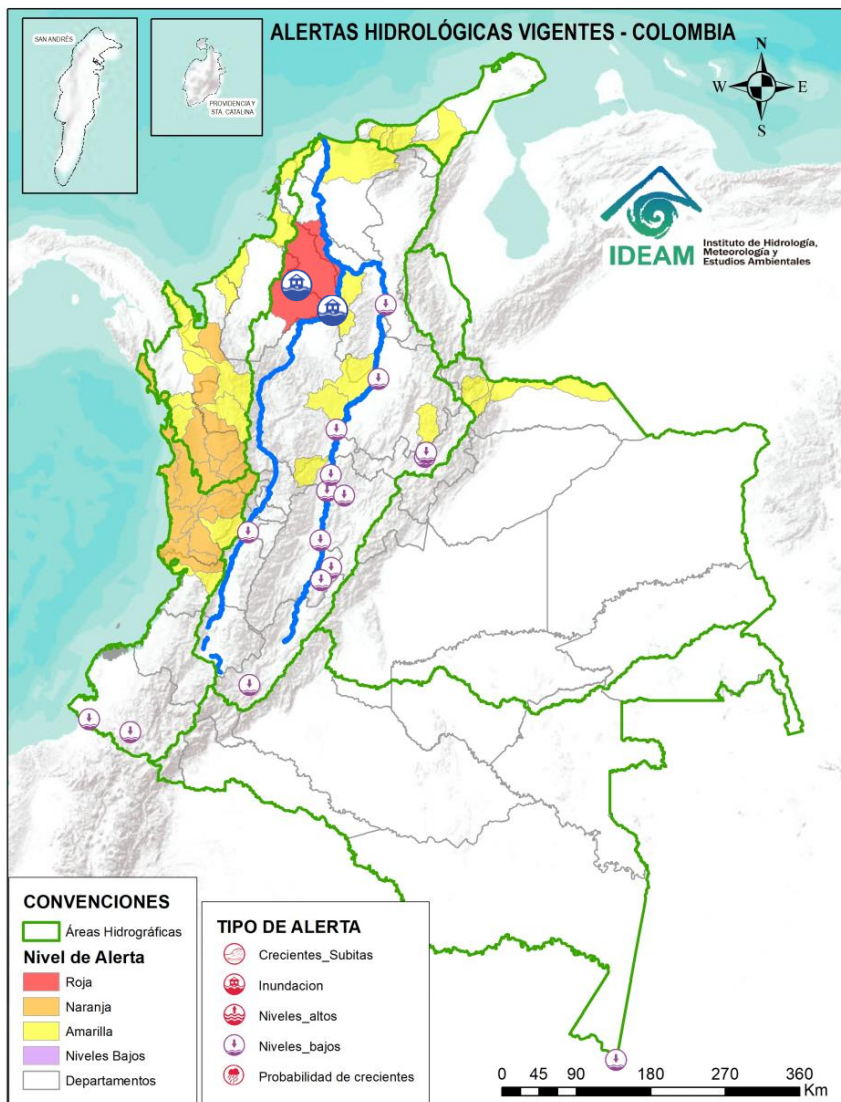 ALERTAS HIDROLÓGICAS VIGENTES - COLOMBIA
SAN ANDRÉS
PROVIDENCIA Y
STA. CATALINA
N
W
E
S
IDEAM
Instituto de Hidrología,
Meteorología y
Estudios Ambientales
CONVENCIONES
Áreas Hidrográficas
Nivel de Alerta
Roja
Naranja
Amarilla
Niveles Bajos
Departamentos
TIPO DE ALERTA
Crecientes_Subitas
Inundacion
Niveles_altos
Niveles_bajos
Probabilidad de crecientes
0 45 90 180 270 360
Km